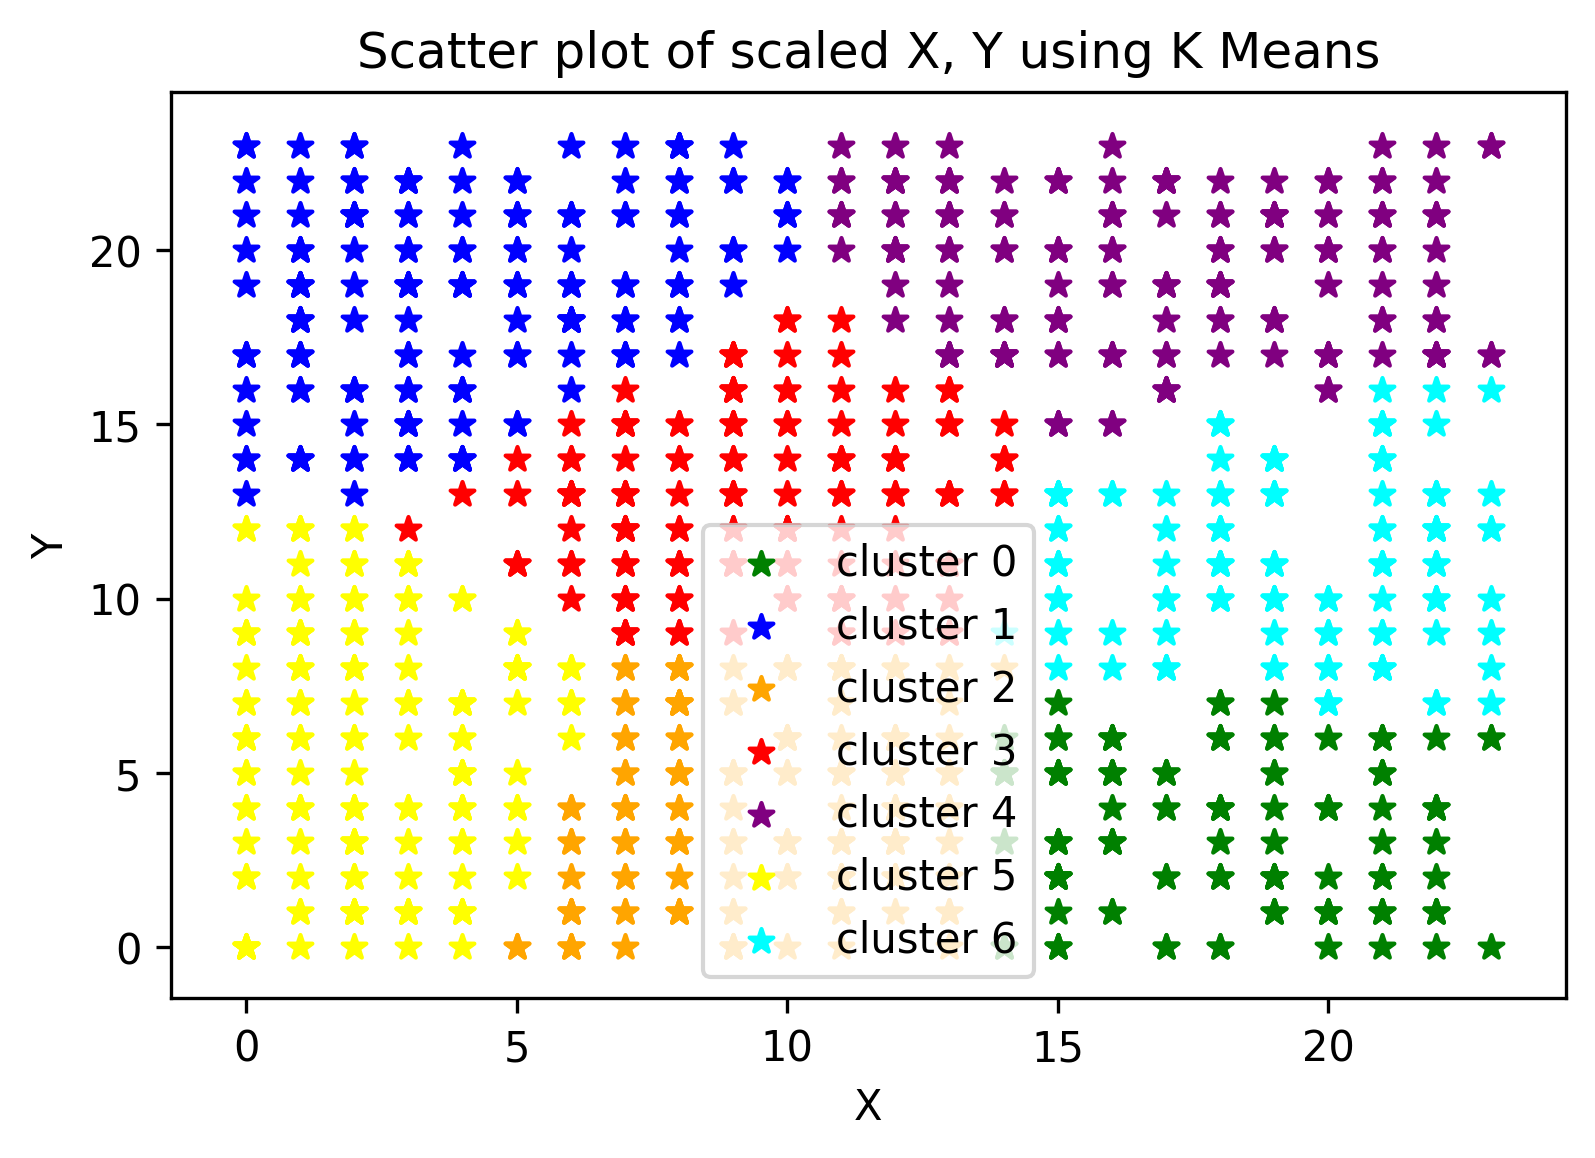 Scatter plot of scaled X, Y using K Means
Y
20
15
10
5
0
cluster 0
cluster 1
cluster 2
cluster 3
cluster 4
cluster 5
cluster 6
0 5 10 15 20
X